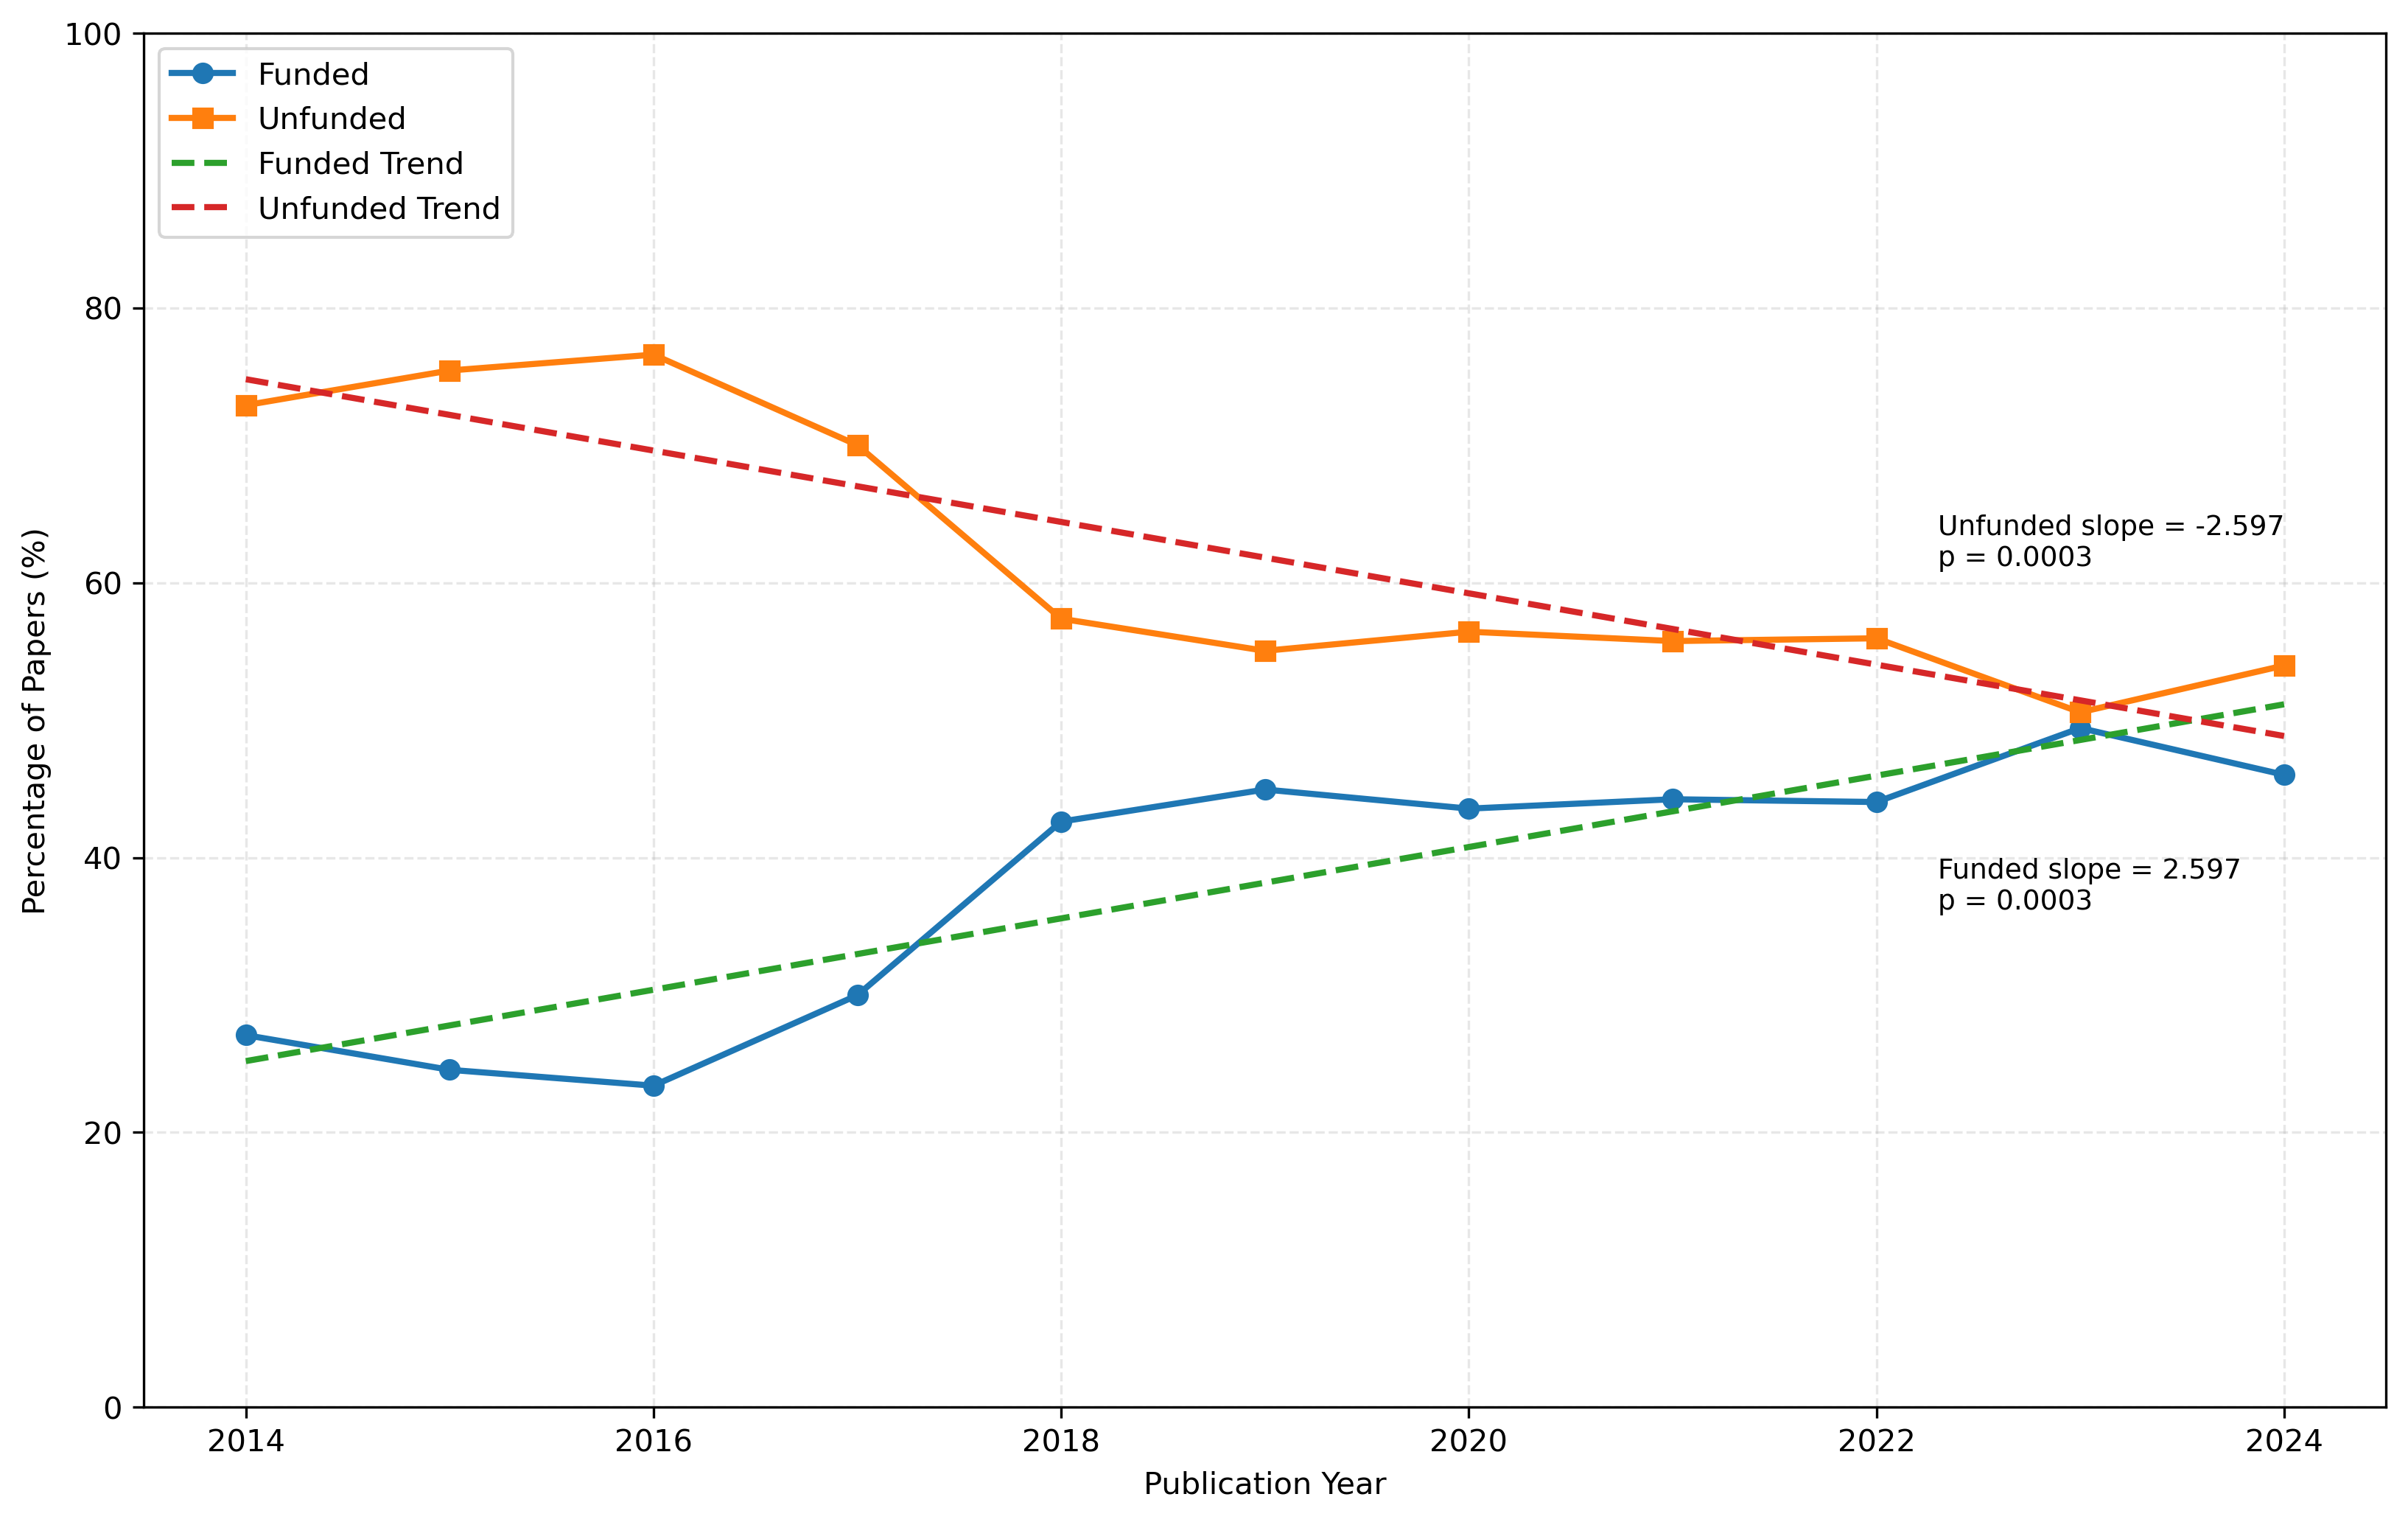 100
80
60
40
20
0
Percentage of Papers (%)
Funded
Unfunded
Funded Trend
Unfunded Trend
Unfunded slope = -2.597
p = 0.0003
Funded slope = 2.597
p = 0.0003
2014 2016 2018 2020 2022 2024
Publication Year